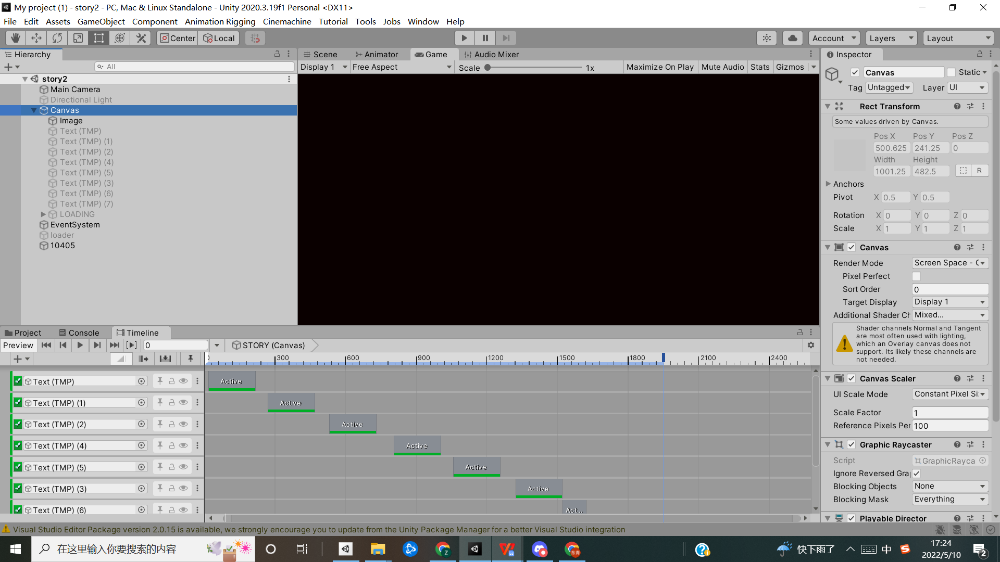 My project (1) - story2 - PC, Mac & Linux Standalone - Unity 2020.3.19f1 Personal <DX11>
File Edit Assets GameObject Component Animation Rigging Cinemachine Tutorial Tools Jobs Window Help
Center Local Account Layers Layout
Hierarchy
All
story2
Main Camera
Directional Light
Canvas
Image
Text (TMP)
Text (TMP) (1)
Text (TMP) (2)
Text (TMP) (4)
Text (TMP) (5)
Text (TMP) (3)
Text (TMP) (6)
Text (TMP) (7)
LOADING
EventSystem
loader
10405
Scene Animator Game Audio Mixer
Display 1 Free Aspect Scale 1x Maximize On Play Mute Audio Stats Gizmos
Inspector
Canvas Static
Tag Untagged Layer UI
Rect Transform
Some values driven by Canvas.
Pos X Pos Y Pos Z
500.625 241.25 0
Width Height
1001.25 482.5 R
Anchors
Pivot X 0.5 Y 0.5
Rotation X 0 Y 0 Z 0
Scale X 1 Y 1 Z 1
Canvas
Render Mode Screen Space - O
Pixel Perfect
Sort Order 0
Target Display Display 1
Additional Shader Ch Mixed...
Shader channels Normal and Tangent
are most often used with lighting,
which an Overlay canvas does not
support. Its likely these channels are
not needed.
Canvas Scaler
UI Scale Mode Constant Pixel Si
Scale Factor 1
Reference Pixels Per 100
Graphic Raycaster
Script GraphicRayca
Ignore Reversed Gra
Blocking Objects None
Blocking Mask Everything
Playable Director
Project Console Timeline
Preview 0 STORY (Canvas)
300 600 900 1200 1500 1800 2100 2400
Text (TMP) Active
Text (TMP) (1) Active
Text (TMP) (2) Active
Text (TMP) (4) Active
Text (TMP) (5) Active
Text (TMP) (3) Active
Text (TMP) (6) Act...
Visual Studio Editor Package version 2.0.15 is available, we strongly encourage you to update from the Unity Package Manager for a better Visual Studio integration
在这里输入你要搜索的内容
快下雨了 中
17:24
2022/5/10
2